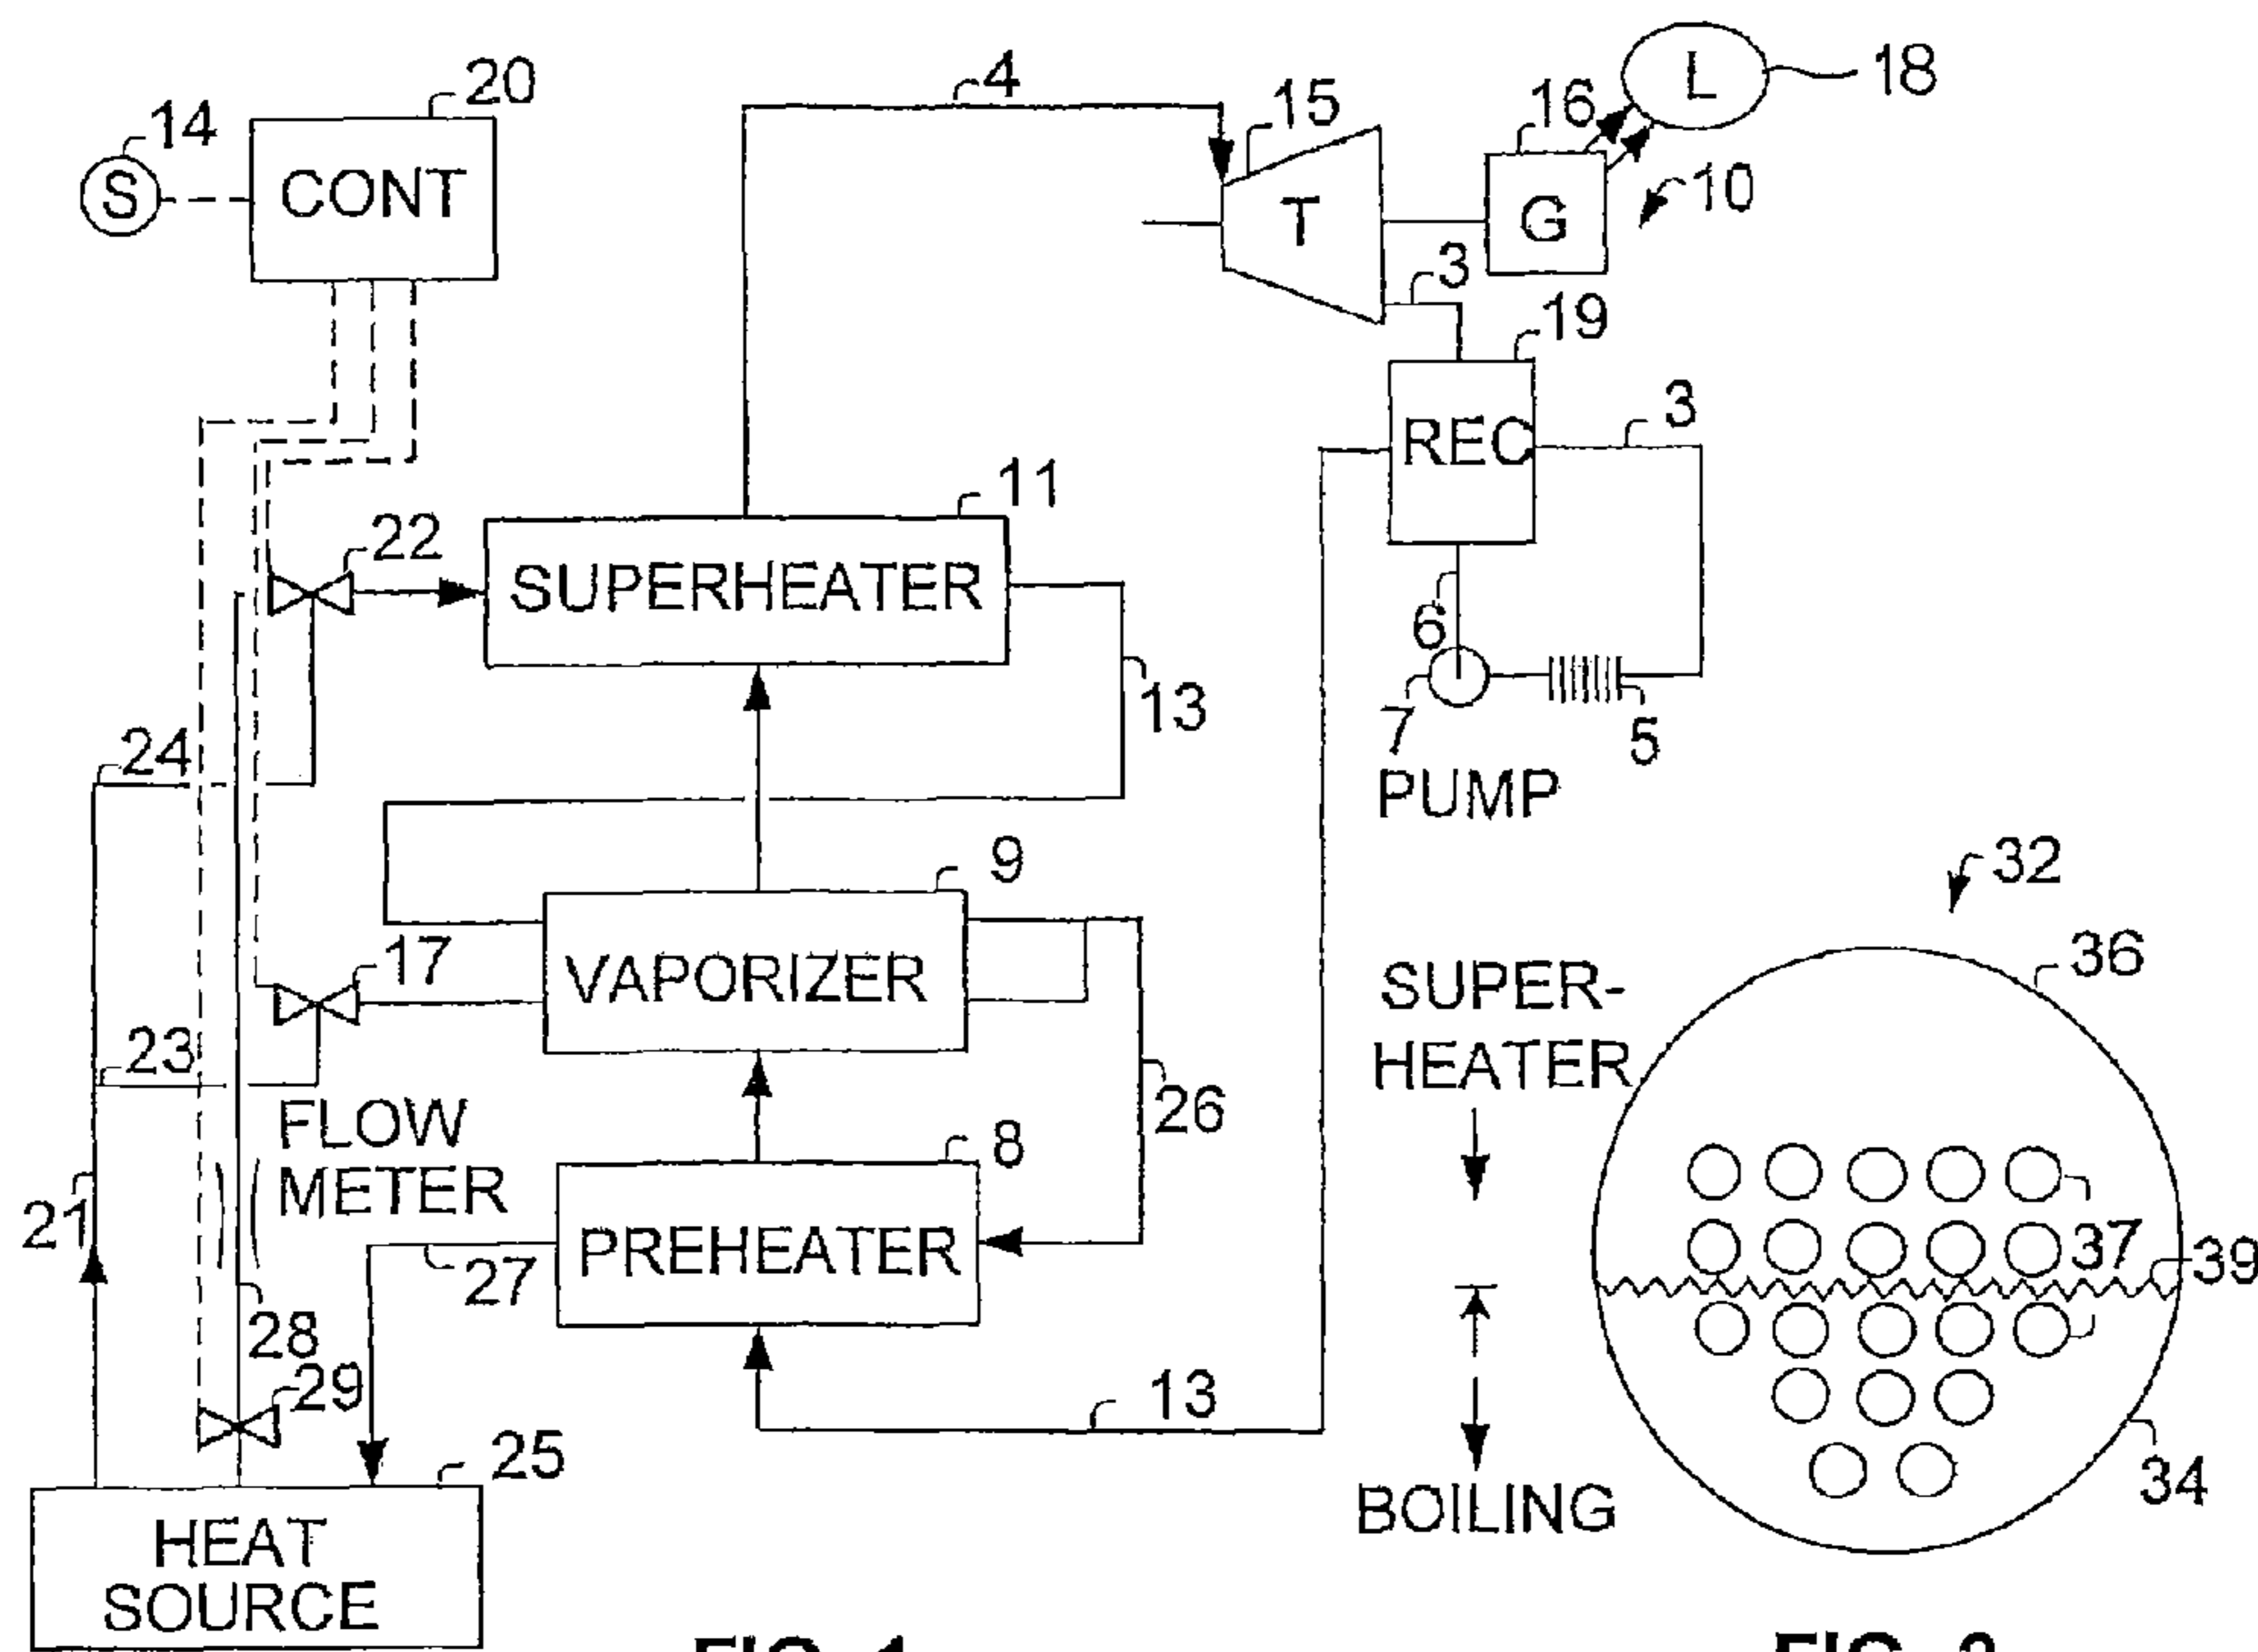 L
18
20
4
15
16
14
S
CONT
T
G
10
3
19
REC
3
11
22
SUPERHEATER
6
13
7
5
24
PUMP
9
32
36
17
VAPORIZER
SUPER-
HEATER
23
26
FLOW
METER
8
21
37
39
PREHEATER
27
28
29
13
25
34
BOILING
HEAT
SOURCE